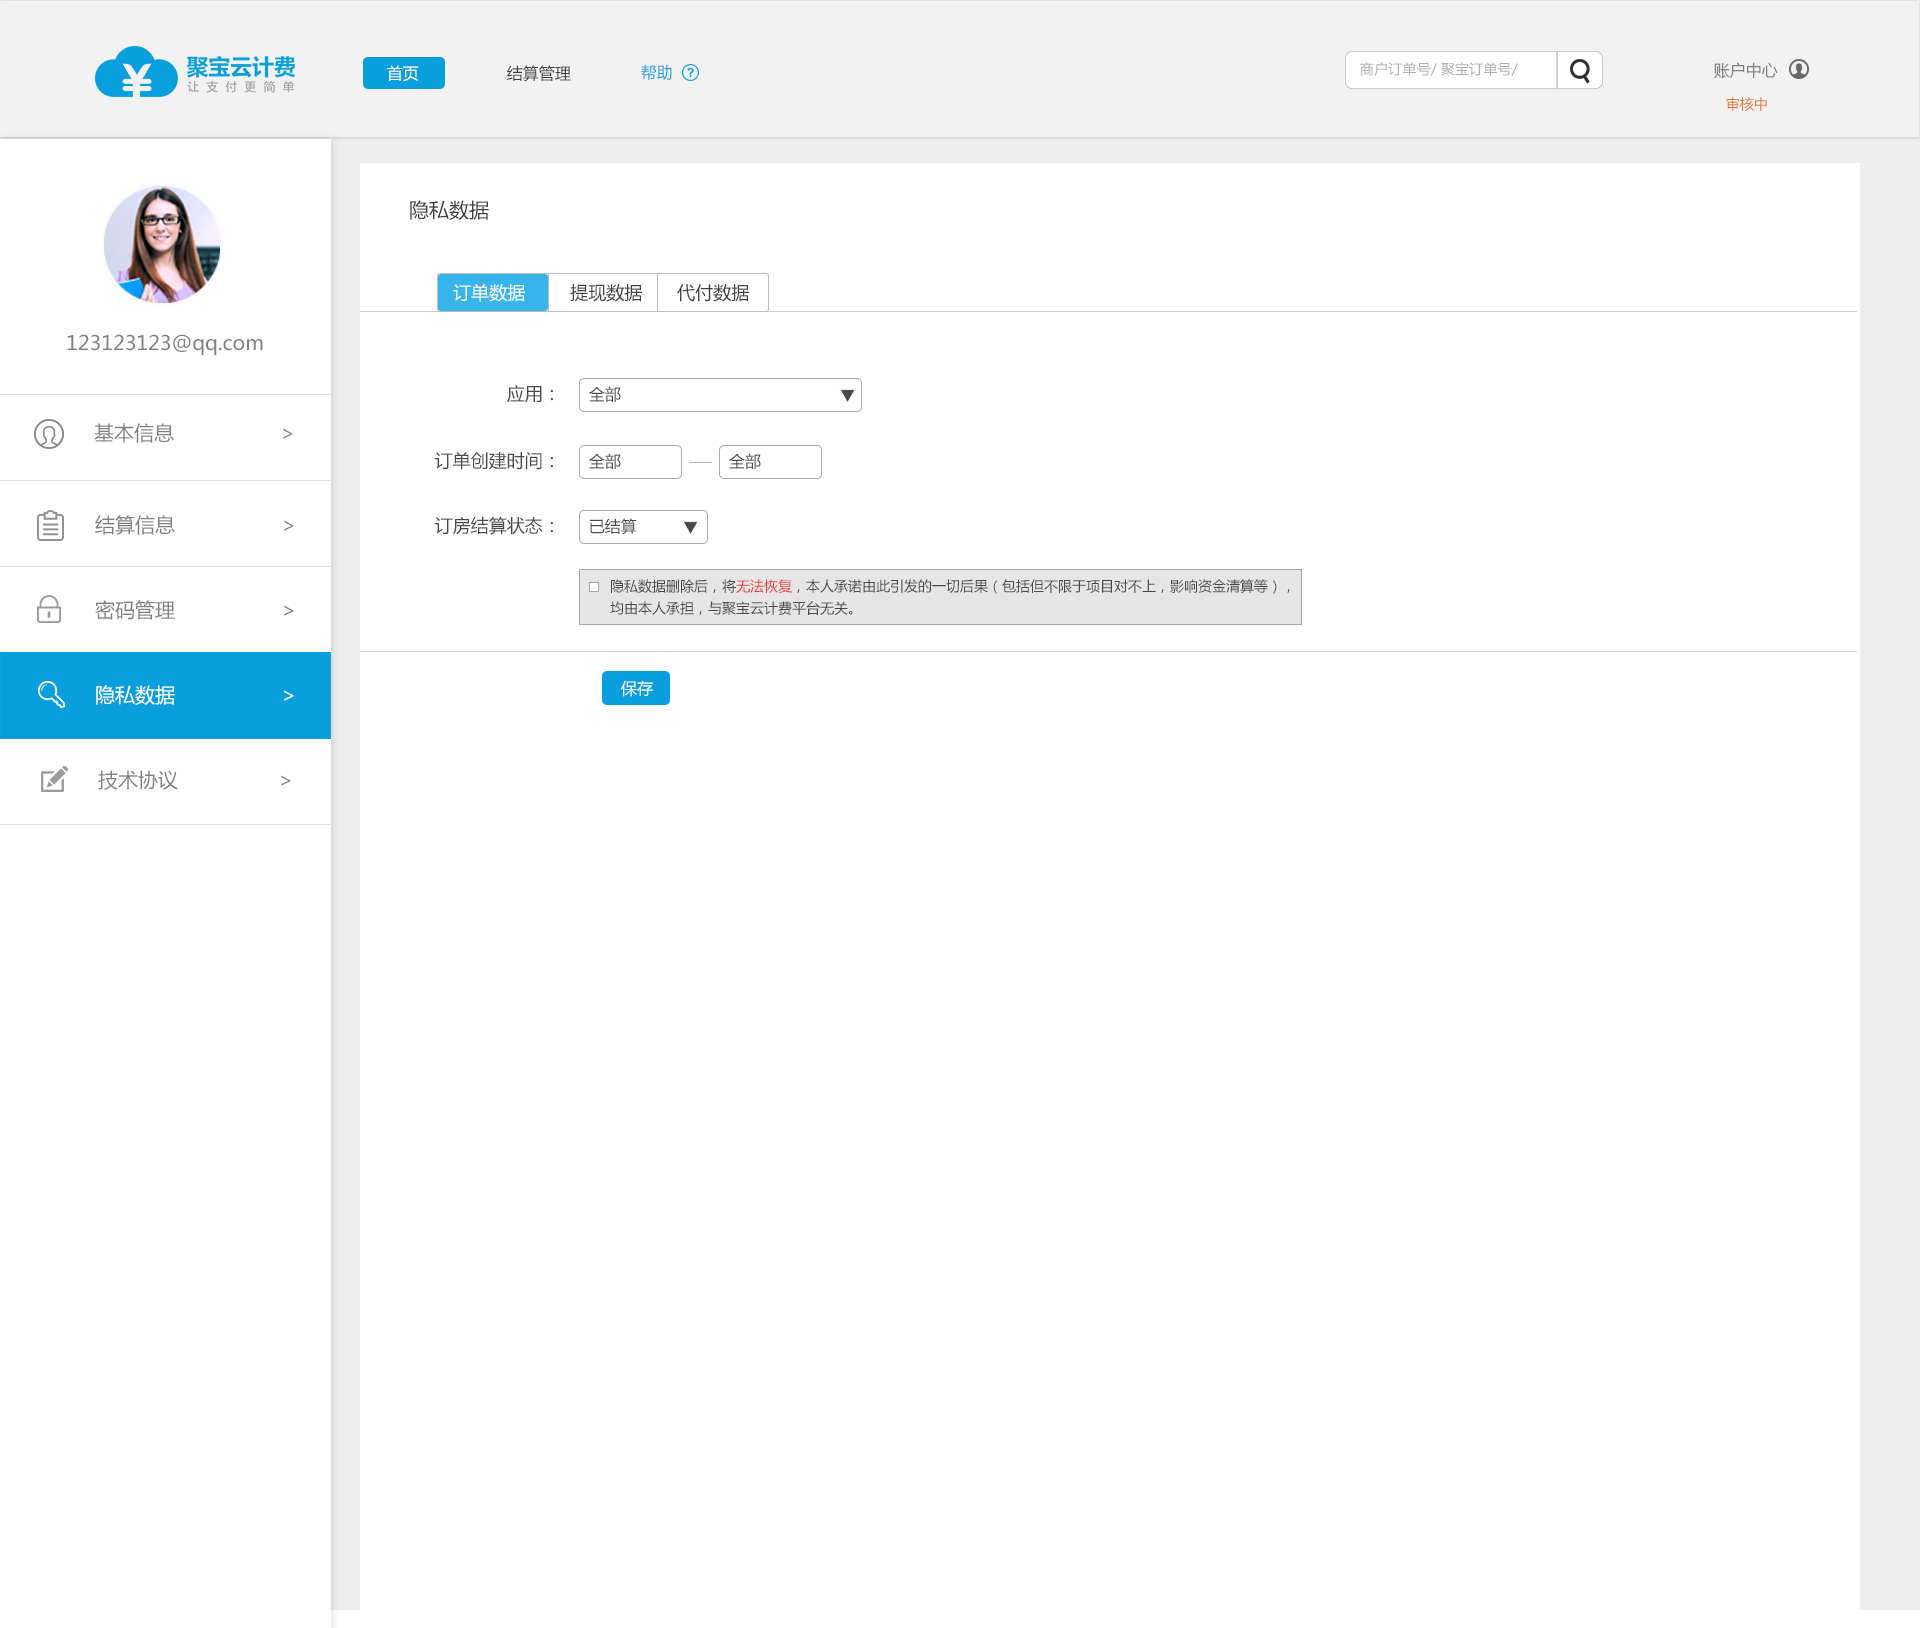 聚宝云计费
让支付更简单
首页
结算管理
帮助 ?
商户订单号/ 聚宝订单号/
账户中心
审核中
123123123@qq.com
基本信息 >
结算信息 >
密码管理 >
隐私数据 >
技术协议 >
隐私数据
订单数据 提现数据 代付数据
应用： 全部
订单创建时间： 全部 — 全部
订房结算状态： 已结算
隐私数据删除后，将无法恢复，本人承诺由此引发的一切后果（包括但不限于项目对不上，影响资金清算等），
均由本人承担，与聚宝云计费平台无关。
保存